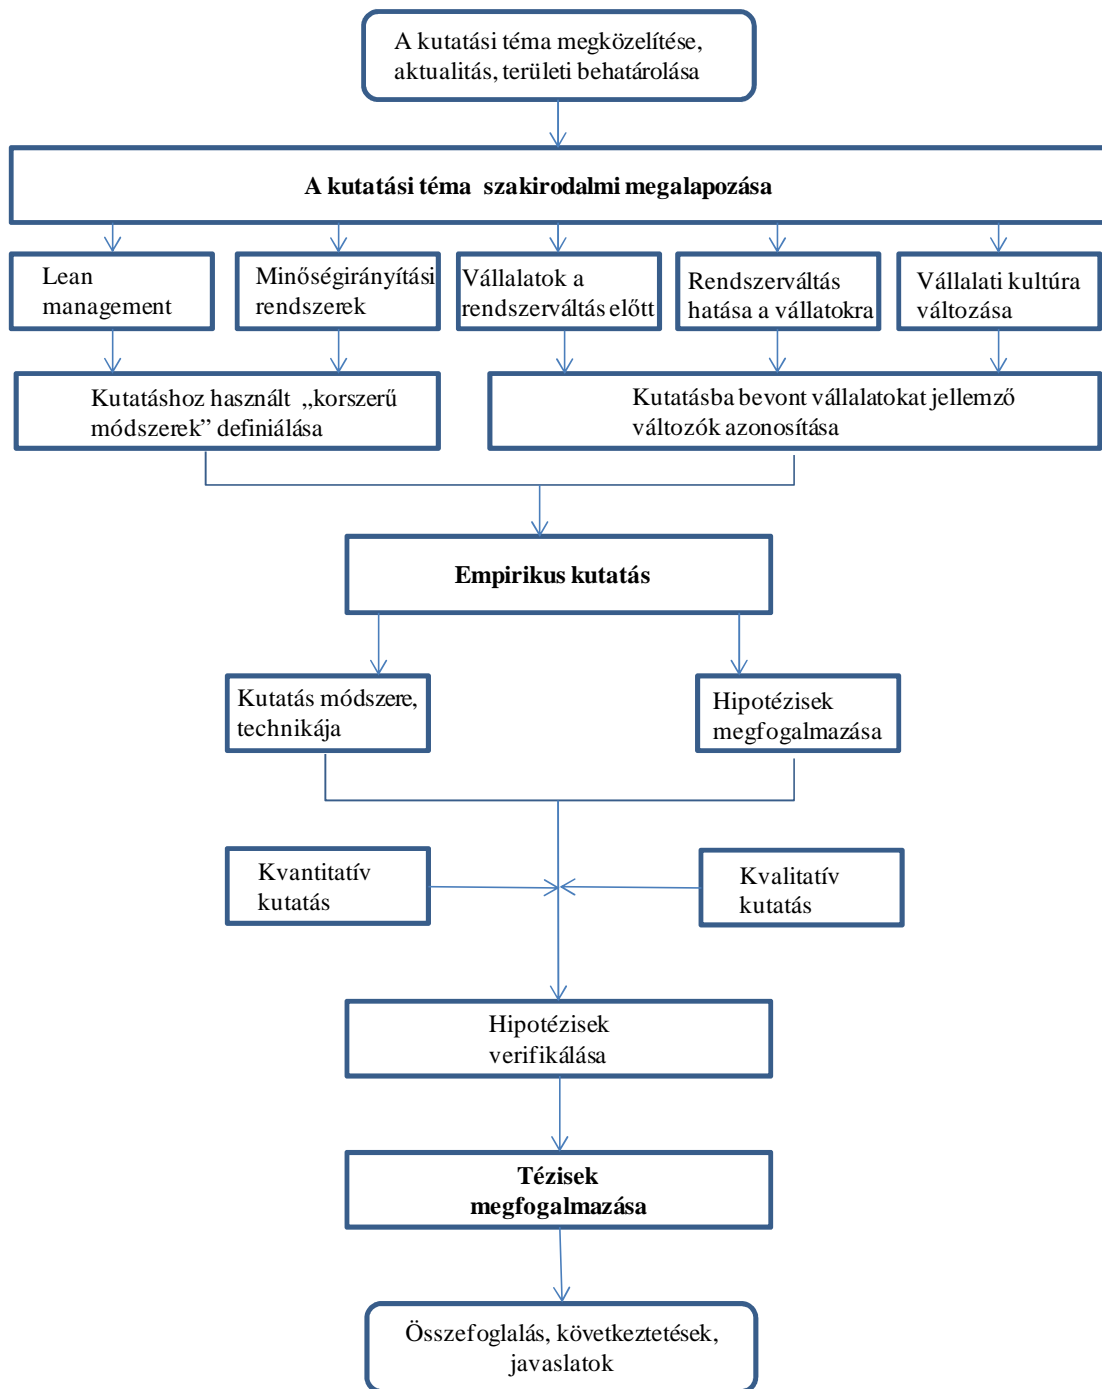 A kutatási téma megközelítése,
aktualitás, területi behatárolása
A kutatási téma szakirodalmi megalapozása
Lean
management
Minőségirányítási
rendszerek
Vállalatok a
rendszerváltás előtt
Rendszerváltás
hatása a vállatokra
Vállalati kultúra
változása
Kutatáshoz használt „korszerű
módszerek” definiálása
Kutatásba bevont vállalatokat jellemző
változók azonosítása
Empirikus kutatás
Kutatás módszere,
technikája
Hipotézisek
megfogalmazása
Kvantitatív
kutatás
Kvalitatív
kutatás
Hipotézisek
verifikálása
Tézisek
megfogalmazása
Összefoglalás, következtetések,
javaslatok